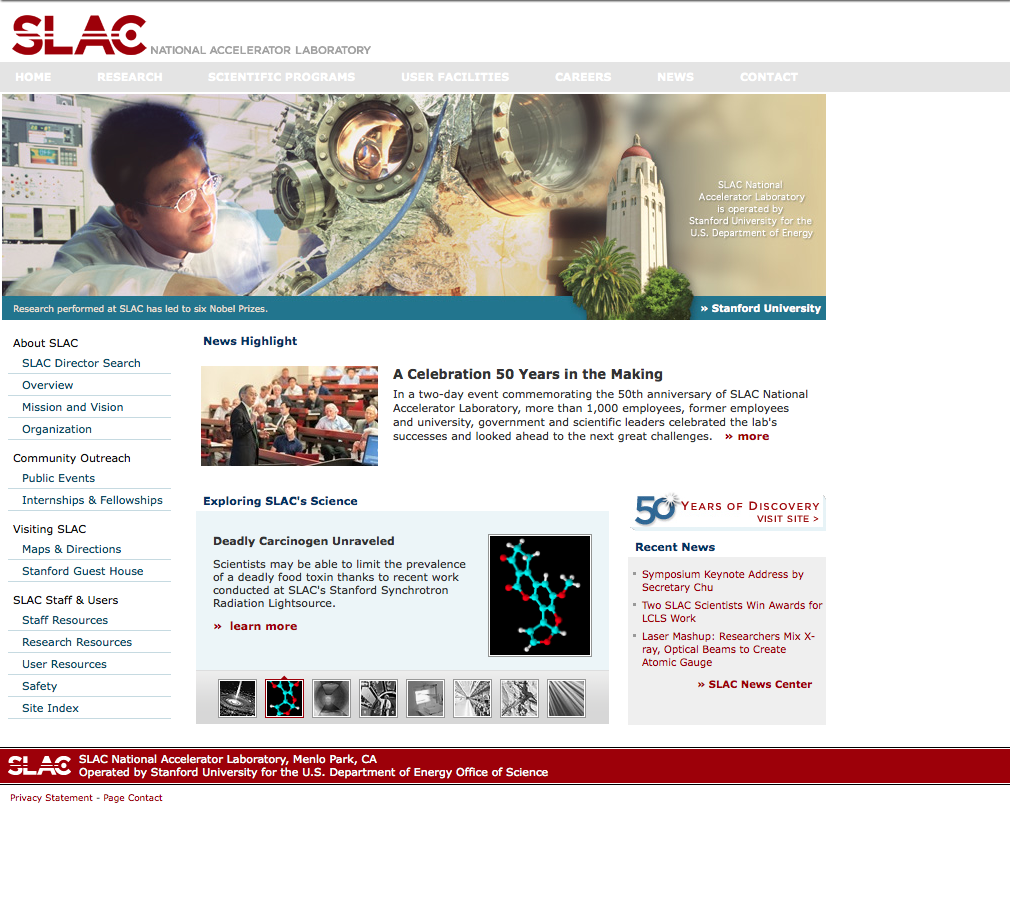 SLAC NATIONAL ACCELERATOR LABORATORY
HOME RESEARCH SCIENTIFIC PROGRAMS USER FACILITIES CAREERS NEWS CONTACT
SLAC National
Accelerator Laboratory
is operated by
Stanford University for the
U.S. Department of Energy
Research performed at SLAC has led to six Nobel Prizes.
» Stanford University
About SLAC
SLAC Director Search
Overview
Mission and Vision
Organization
Community Outreach
Public Events
Internships & Fellowships
Visiting SLAC
Maps & Directions
Stanford Guest House
SLAC Staff & Users
Staff Resources
Research Resources
User Resources
Safety
Site Index
News Highlight
A Celebration 50 Years in the Making
In a two-day event commemorating the 50th anniversary of SLAC National
Accelerator Laboratory, more than 1,000 employees, former employees
and university, government and scientific leaders celebrated the lab's
successes and looked ahead to the next great challenges. » more
Exploring SLAC's Science
Deadly Carcinogen Unraveled
Scientists may be able to limit the prevalence
of a deadly food toxin thanks to recent work
conducted at SLAC's Stanford Synchrotron
Radiation Lightsource.
» learn more
50 YEARS OF DISCOVERY
VISIT SITE >
Recent News
Symposium Keynote Address by
Secretary Chu
Two SLAC Scientists Win Awards for
LCLS Work
Laser Mashup: Researchers Mix X-
ray, Optical Beams to Create
Atomic Gauge
» SLAC News Center
SLAC
SLAC National Accelerator Laboratory, Menlo Park, CA
Operated by Stanford University for the U.S. Department of Energy Office of Science
Privacy Statement - Page Contact